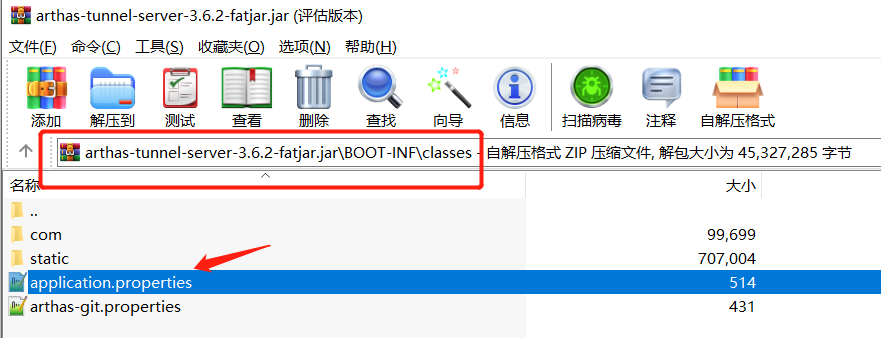 arthas-tunnel-server-3.6.2-fatjar.jar (评估版本)
文件(F) 命令(C) 工具(S) 收藏夹(O) 选项(N) 帮助(H)
添加 解压到 测试 查看 删除 查找 向导 信息 扫描病毒 注释 自解压格式
arthas-tunnel-server-3.6.2-fatjar.jar\BOOT-INF\classes - 自解压格式 ZIP 压缩文件, 解包大小为 45,327,285 字节
名称 大小
..
com 99,699
static 707,004
application.properties 514
arthas-git.properties 431